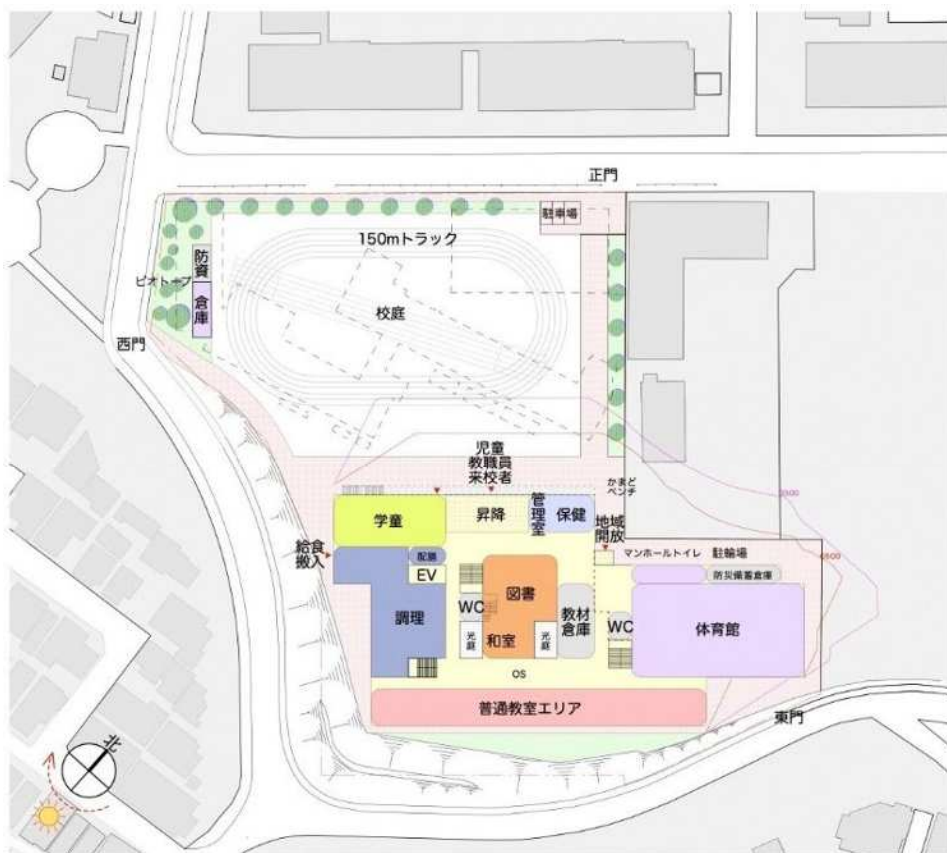 正門
駐車場
150mトラック
防資
ビオトープ
倉庫
校庭
西門
児童
教職員
来校者
かまど
ベンチ
学童
昇降
管理室
保健
地域
開放
給食
搬入
配膳
マンホールトイレ
駐輪場
防災備蓄倉庫
EV
図書
WC
調理
教材
倉庫
WC
体育館
光庭
和室
光庭
OS
普通教室エリア
東門
北